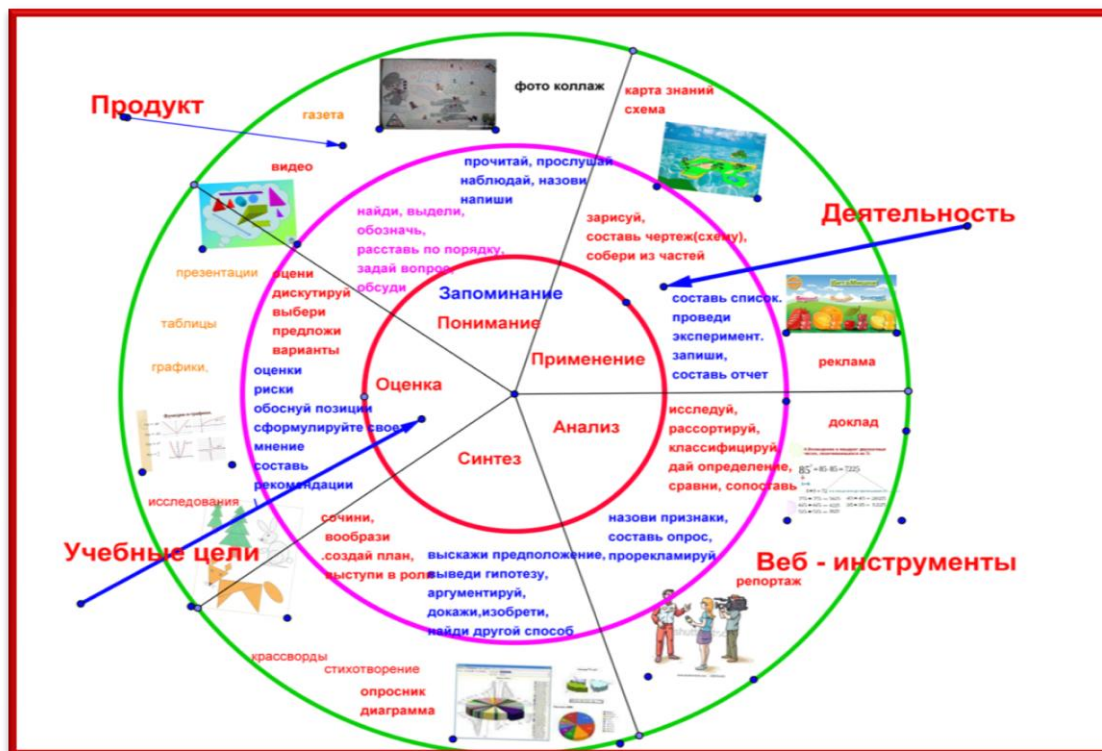 Продукт
газета
видео
фото коллаж
карта знаний
схема
прочитай, прослушай
наблюдай, назови
напиши
найди, выдели,
обозначь,
расставь по порядку,
задай вопрос,
обсуди
зарисуй,
составь чертеж(схему),
собери из частей
Деятельность
Запоминание
Понимание
Применение
Оценка
Анализ
Синтез
презентации
таблицы
графики,
оцени
дискутируй
выбери
предложи
варианты
оценки
риски
обоснуй позиции
сформулируйте свое
мнение
составь
рекомендации
составь список.
проведи
эксперимент.
запиши,
составь отчет
реклама
доклад
исследуй,
рассортируй,
классифицируй,
дай определение,
сравни, сопоставь
85
=85·85=7225
исследования
Учебные цели
сочини,
вообрази
.создай план,
выступи в роли
выскажи предположение,
выведи гипотезу,
аргументируй,
докажи,изобрети,
найди другой способ
назови признаки,
составь опрос,
прорекламируй
Веб - инструменты
репортаж
крассворды
стихотворение
опросник
диаграмма